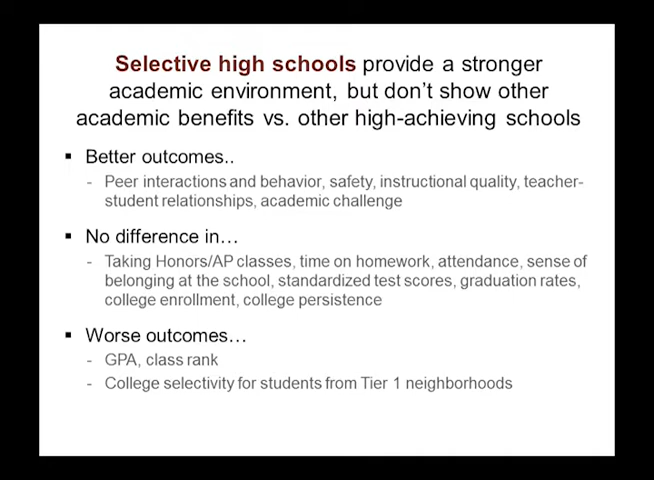 Selective high schools provide a stronger
academic environment, but don't show other
academic benefits vs. other high-achieving schools
▪ Better outcomes..
- Peer interactions and behavior, safety, instructional quality, teacher-
student relationships, academic challenge
▪ No difference in…
- Taking Honors/AP classes, time on homework, attendance, sense of
belonging at the school, standardized test scores, graduation rates,
college enrollment, college persistence
▪ Worse outcomes…
- GPA, class rank
- College selectivity for students from Tier 1 neighborhoods